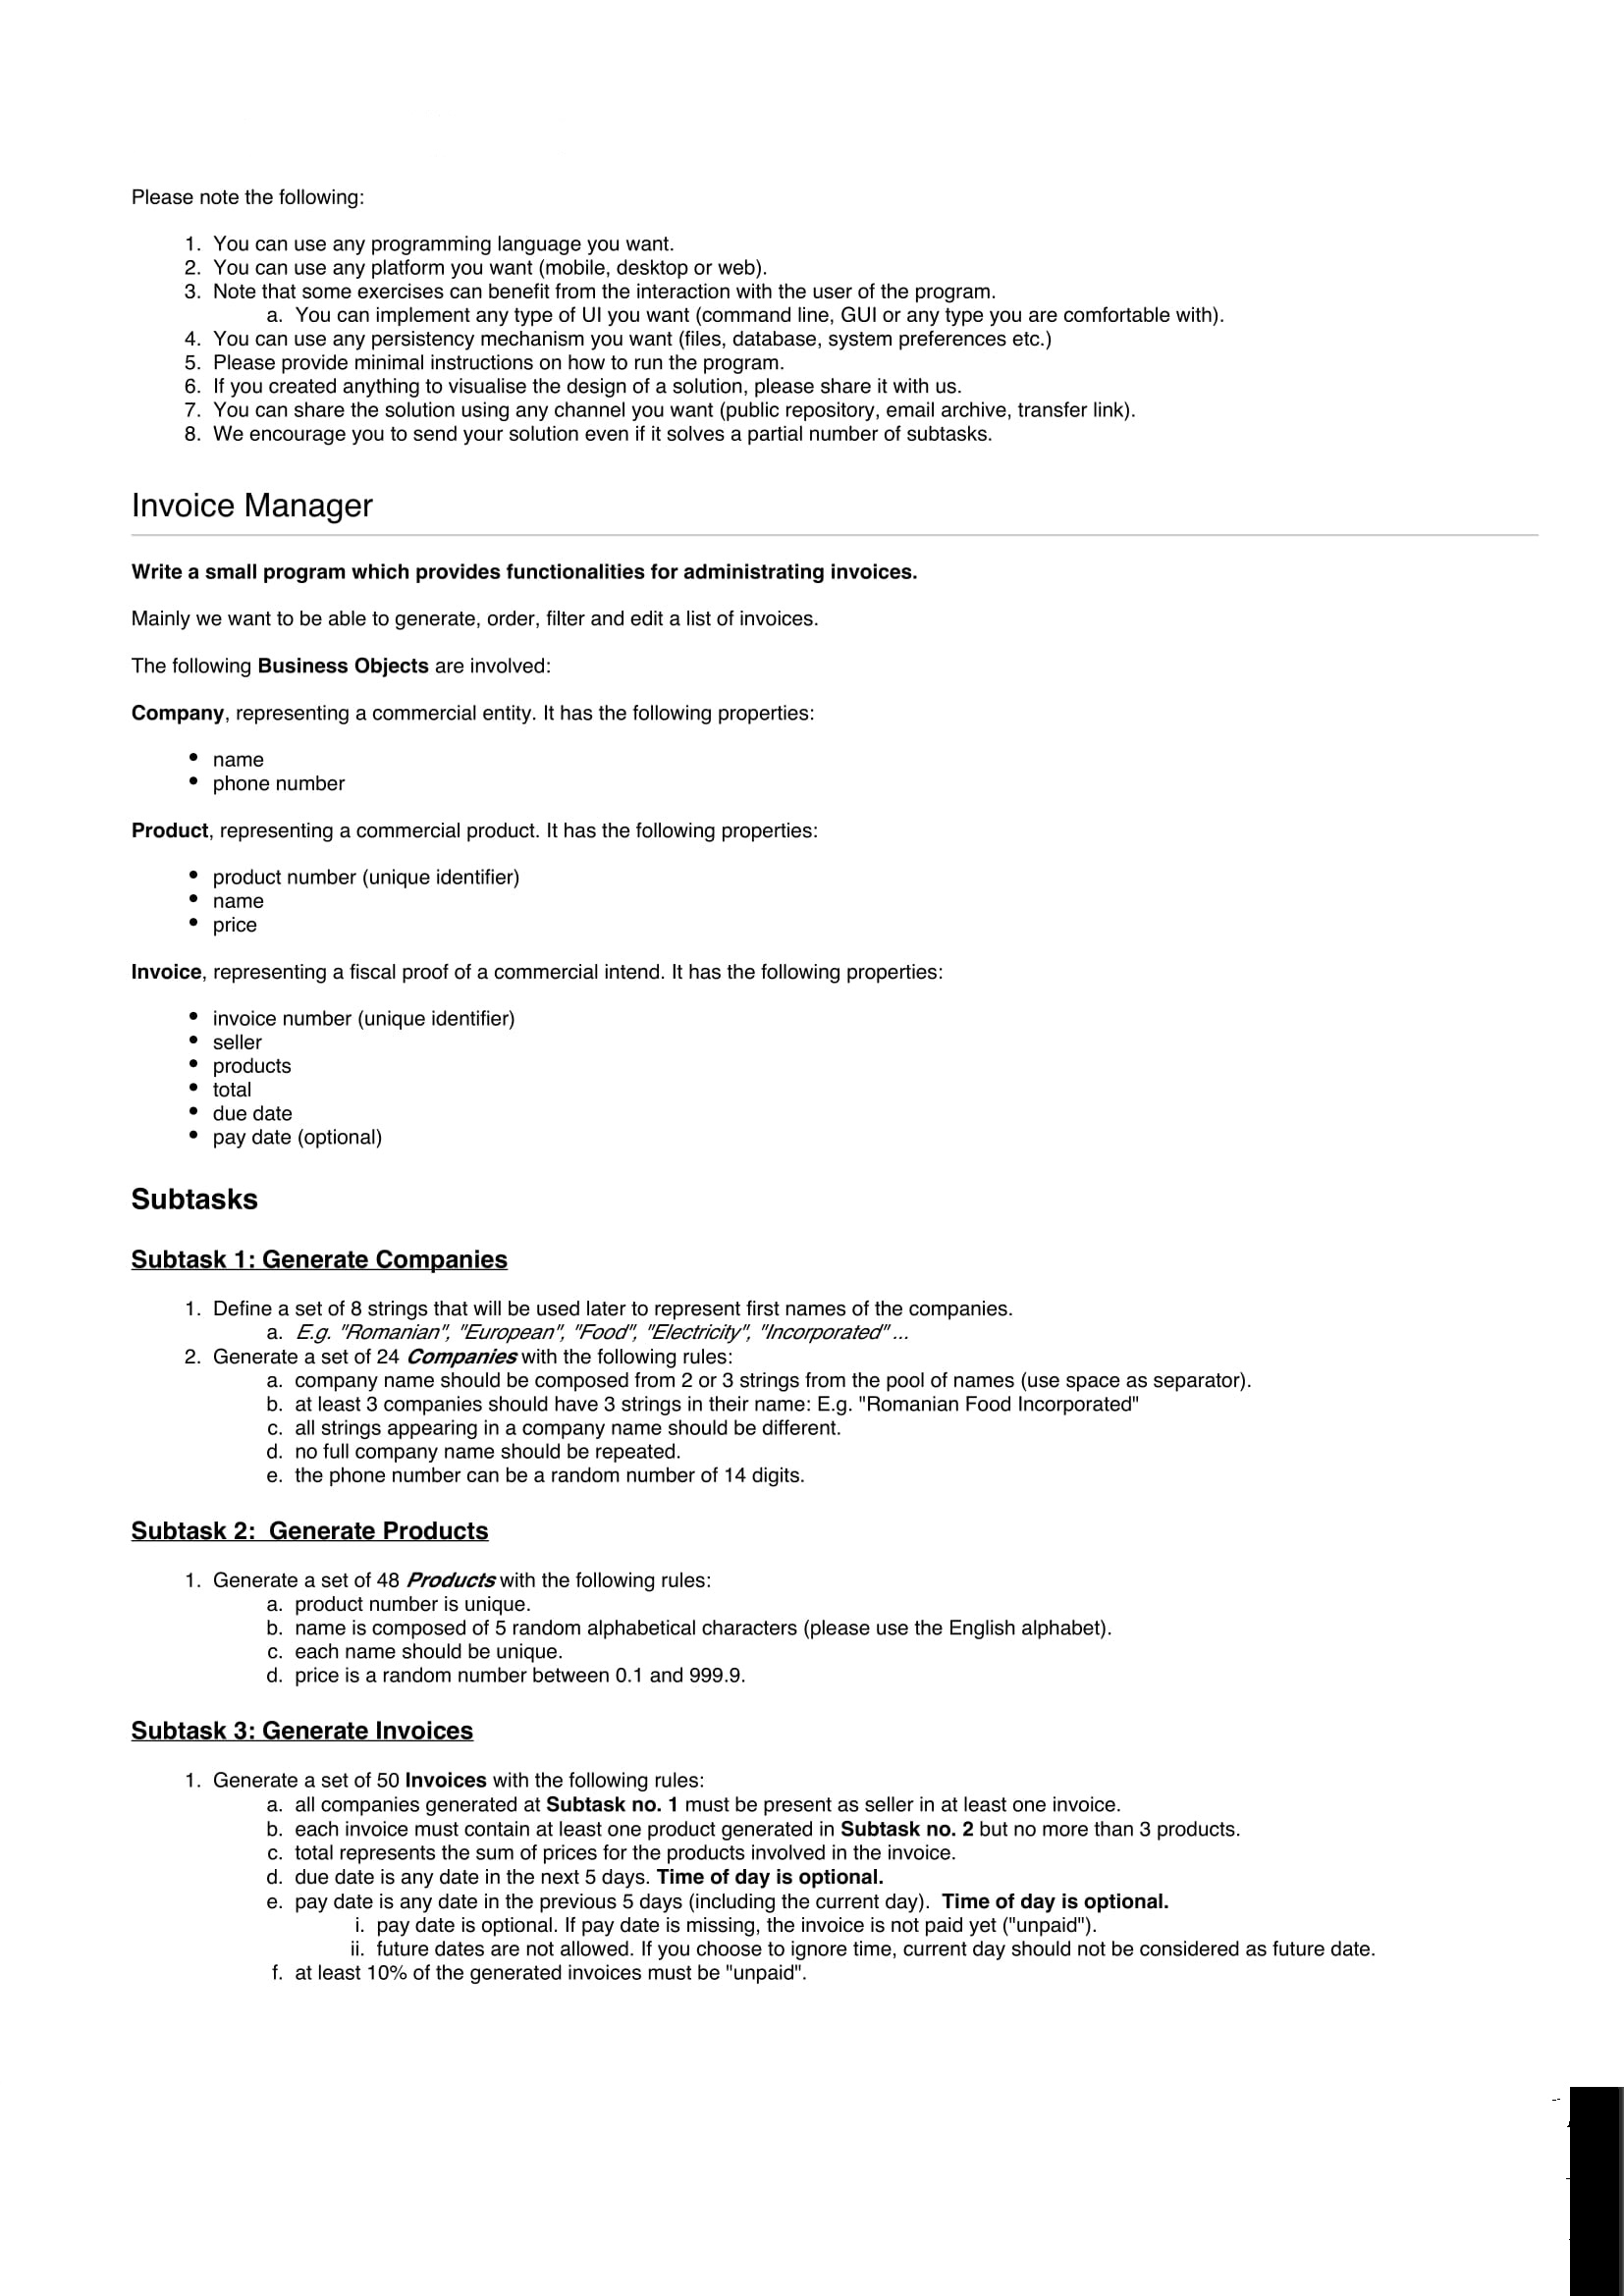 Please note the following:
1. You can use any programming language you want.
2. You can use any platform you want (mobile, desktop or web).
3. Note that some exercises can benefit from the interaction with the user of the program.
a. You can implement any type of UI you want (command line, GUI or any type you are comfortable with).
4. You can use any persistency mechanism you want (files, database, system preferences etc.)
5. Please provide minimal instructions on how to run the program.
6. If you created anything to visualise the design of a solution, please share it with us.
7. You can share the solution using any channel you want (public repository, email archive, transfer link).
8. We encourage you to send your solution even if it solves a partial number of subtasks.
Invoice Manager
Write a small program which provides functionalities for administrating invoices.
Mainly we want to be able to generate, order, filter and edit a list of invoices.
The following Business Objects are involved:
Company, representing a commercial entity. It has the following properties:
• name
• phone number
Product, representing a commercial product. It has the following properties:
• product number (unique identifier)
• name
• price
Invoice, representing a fiscal proof of a commercial intend. It has the following properties:
• invoice number (unique identifier)
• seller
• products
• total
• due date
• pay date (optional)
Subtasks
Subtask 1: Generate Companies
1. Define a set of 8 strings that will be used later to represent first names of the companies.
a. E.g. "Romanian", "European", "Food", "Electricity", "Incorporated" ...
2. Generate a set of 24 Companies with the following rules:
a. company name should be composed from 2 or 3 strings from the pool of names (use space as separator).
b. at least 3 companies should have 3 strings in their name: E.g. "Romanian Food Incorporated"
c. all strings appearing in a company name should be different.
d. no full company name should be repeated.
e. the phone number can be a random number of 14 digits.
Subtask 2: Generate Products
1. Generate a set of 48 Products with the following rules:
a. product number is unique.
b. name is composed of 5 random alphabetical characters (please use the English alphabet).
c. each name should be unique.
d. price is a random number between 0.1 and 999.9.
Subtask 3: Generate Invoices
1. Generate a set of 50 Invoices with the following rules:
a. all companies generated at Subtask no. 1 must be present as seller in at least one invoice.
b. each invoice must contain at least one product generated in Subtask no. 2 but no more than 3 products.
c. total represents the sum of prices for the products involved in the invoice.
d. due date is any date in the next 5 days. Time of day is optional.
e. pay date is any date in the previous 5 days (including the current day). Time of day is optional.
i. pay date is optional. If pay date is missing, the invoice is not paid yet ("unpaid").
ii. future dates are not allowed. If you choose to ignore time, current day should not be considered as future date.
f. at least 10% of the generated invoices must be "unpaid".